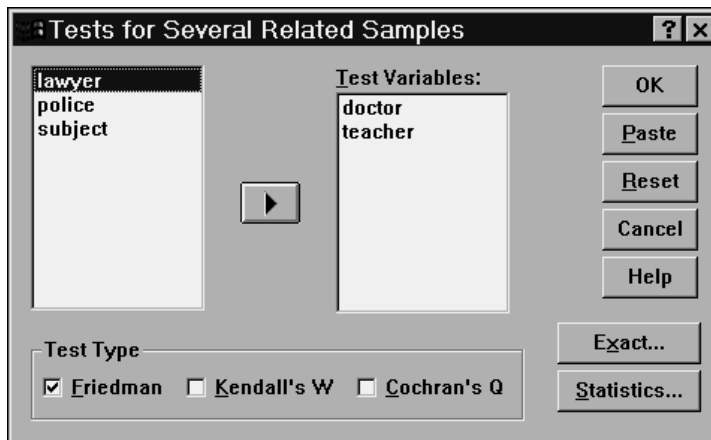 Tests for Several Related Samples
lawyer
police
subject
Test Variables:
doctor
teacher
OK
Paste
Reset
Cancel
Help
Exact...
Statistics...
Test Type
Friedman
Kendall's W
Cochran's Q